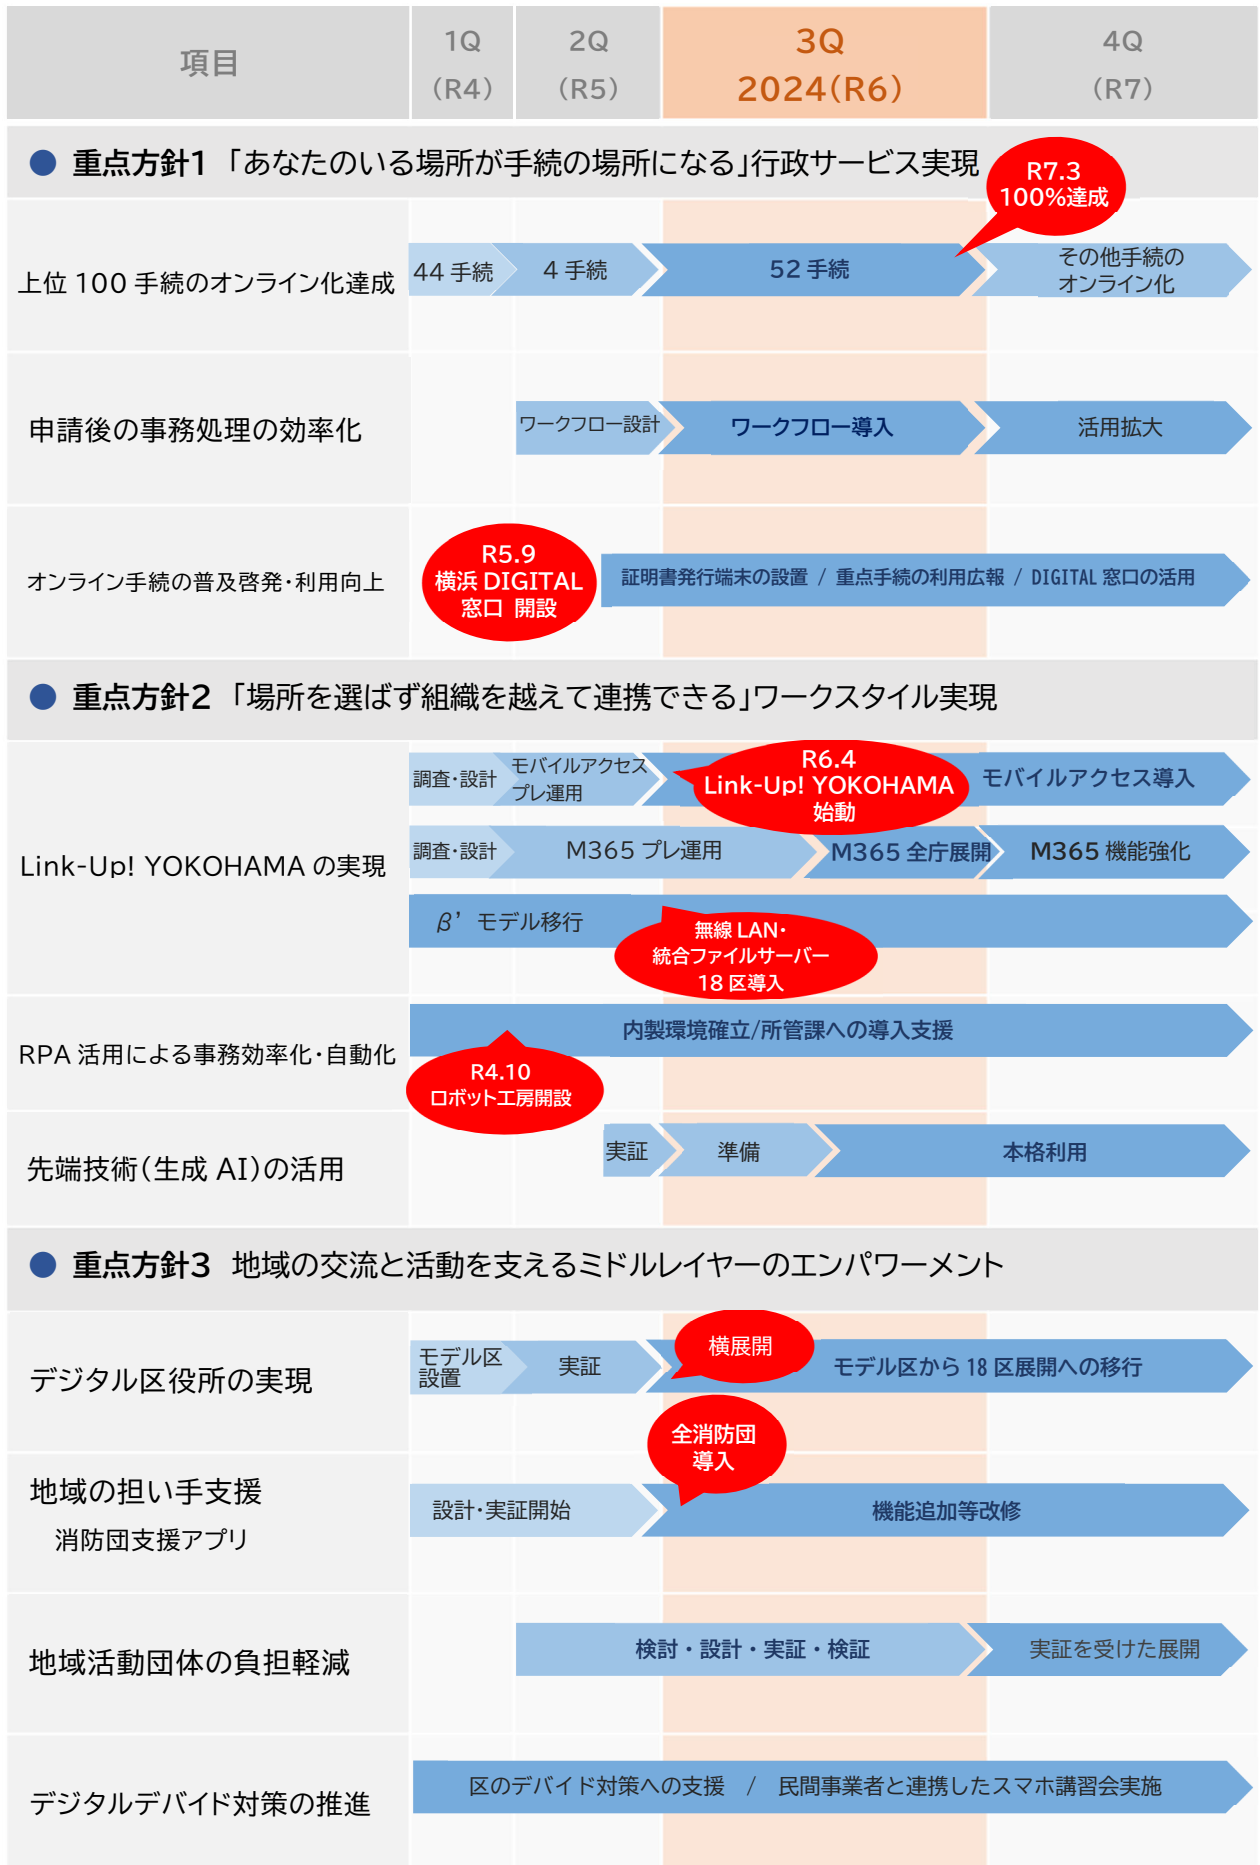 項目
1Q
(R4)
2Q
(R5)
3Q
2024(R6)
4Q
(R7)
● 重点方針1 「あなたのいる場所が手続の場所になる」行政サービス実現
R7.3
100%達成
上位 100 手続のオンライン化達成
44 手続
4 手続
52 手続
その他手続の
オンライン化
申請後の事務処理の効率化
ワークフロー設計
ワークフロー導入
活用拡大
オンライン手続の普及啓発・利用向上
R5.9
横浜 DIGITAL
窓口 開設
証明書発行端末の設置 / 重点手続の利用広報 / DIGITAL 窓口の活用
● 重点方針2 「場所を選ばず組織を越えて連携できる」ワークスタイル実現
Link-Up! YOKOHAMA の実現
調査・設計
モバイルアクセス
プレ運用
R6.4
Link-Up! YOKOHAMA
始動
モバイルアクセス導入
調査・設計
M365 プレ運用
M365 全庁展開
M365 機能強化
β’ モデル移行
無線 LAN・
統合ファイルサーバー
18 区導入
RPA 活用による事務効率化・自動化
内製環境確立/所管課への導入支援
R4.10
ロボット工房開設
先端技術(生成 AI)の活用
実証
準備
本格利用
● 重点方針3 地域の交流と活動を支えるミドルレイヤーのエンパワーメント
デジタル区役所の実現
モデル区
設置
実証
横展開
モデル区から 18 区展開への移行
地域の担い手支援
消防団支援アプリ
設計・実証開始
全消防団
導入
機能追加等改修
地域活動団体の負担軽減
検討・設計・実証・検証
実証を受けた展開
デジタルデバイド対策の推進
区のデバイド対策への支援 / 民間事業者と連携したスマホ講習会実施